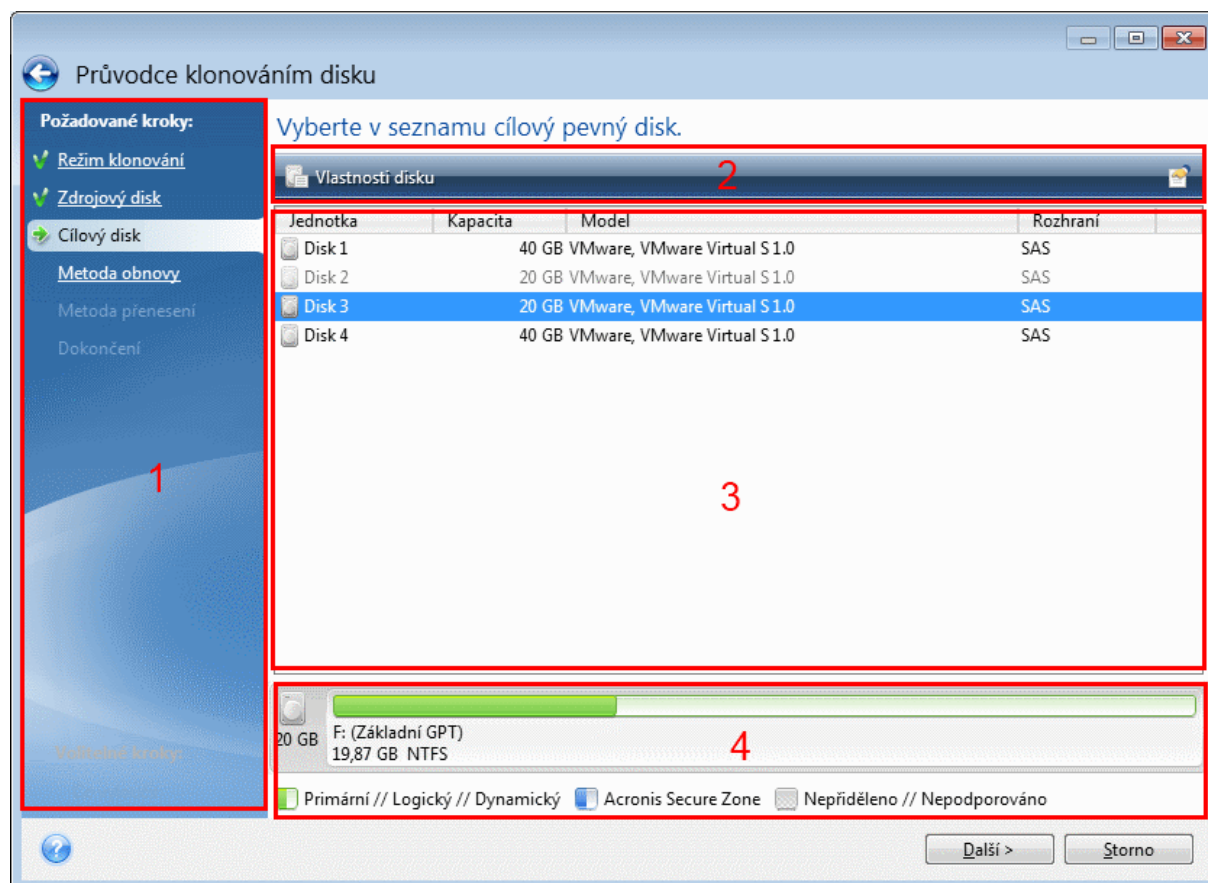 Průvodce klonováním disku
Požadované kroky:
Režim klonování
Zdrojový disk
Cílový disk
Metoda obnovy
Metoda přenesení
Dokončení
1
Vyberte v seznamu cílový pevný disk.
Vlastnosti disku
2
Jednotka Kapacita Model Rozhraní
Disk 1 40 GB VMware, VMware Virtual S 1.0 SAS
Disk 2 20 GB VMware, VMware Virtual S 1.0 SAS
Disk 3 20 GB VMware, VMware Virtual S 1.0 SAS
Disk 4 40 GB VMware, VMware Virtual S 1.0 SAS
3
20 GB
F: (Základní GPT)
19,87 GB NTFS
4
Primární // Logický // Dynamický Acronis Secure Zone Nepřiděleno // Nepodporováno
Další > Storno